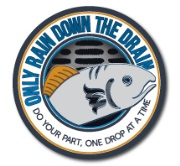 ONLY RAIN DOWN THE DRAIN
DO YOUR PART, ONE DROP AT A TIME